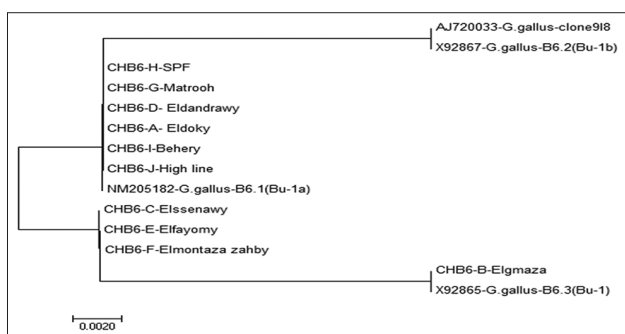 AJ720033-G.gallus-clone9I8
X92867-G.gallus-B6.2(Bu-1b)
CHB6-H-SPF
CHB6-G-Matrooh
CHB6-D- Eldandrawy
CHB6-A- Eldoky
CHB6-I-Behery
CHB6-J-High line
NM205182-G.gallus-B6.1(Bu-1a)
CHB6-C-Elssenawy
CHB6-E-Elfayomy
CHB6-F-Elmontaza zahby
CHB6-B-Elgmaza
X92865-G.gallus-B6.3(Bu-1)
0.0020